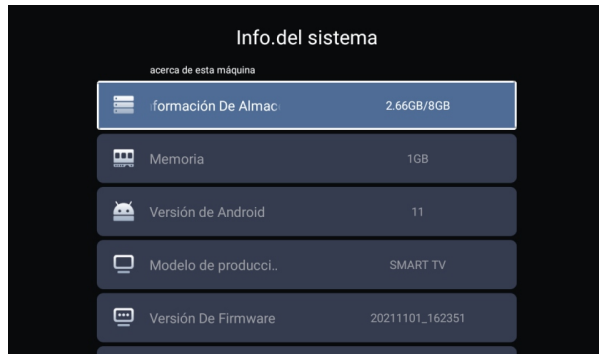 Info.del sistema
acerca de esta máquina
formación De Almac 2.66GB/8GB
Memoria 1GB
Versión de Android 11
Modelo de producci.. SMART TV
Versión De Firmware 20211101_162351